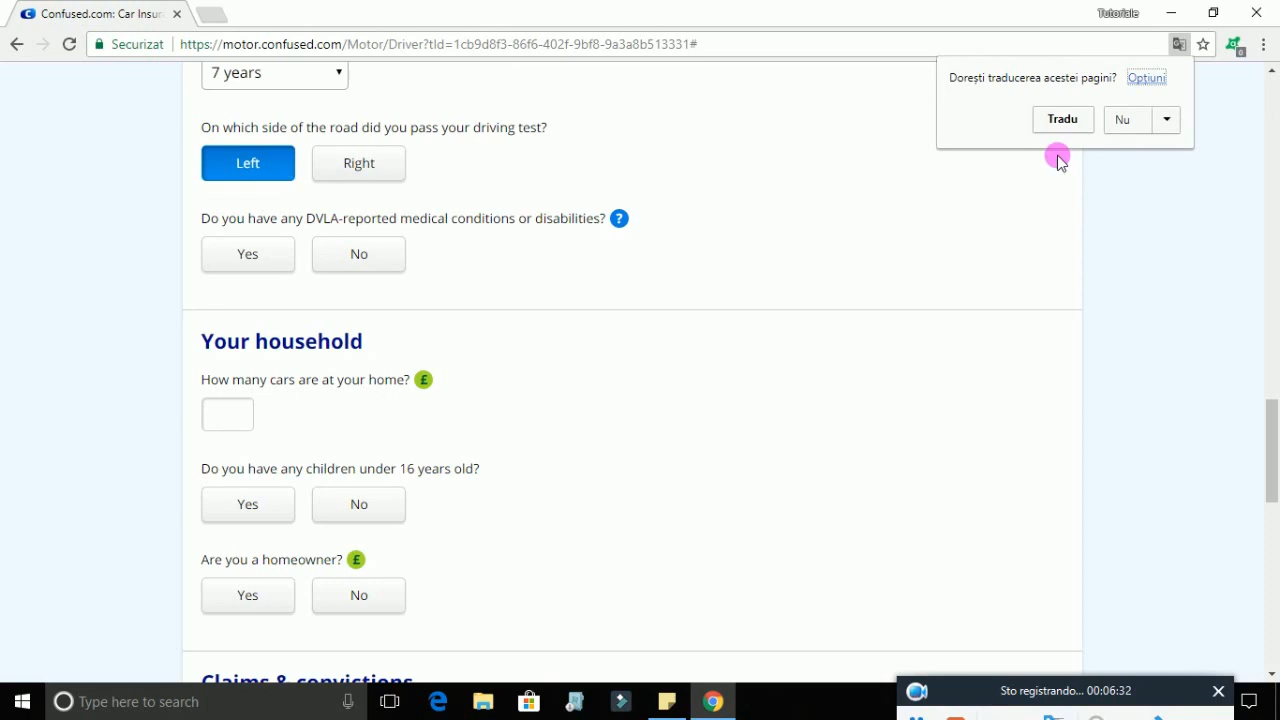 Confused.com: Car Insur
Tutoriale
Securizat
https://motor.confused.com/Motor/Driver?tId=1cb9d8f3-86f6-402f-9bf8-9a3a8b513331#
Dorești traducerea acestei pagini? Opțiuni
Tradu
Nu
7 years
On which side of the road did you pass your driving test?
Left
Right
Do you have any DVLA-reported medical conditions or disabilities? ?
Yes
No
Your household
How many cars are at your home? £
Do you have any children under 16 years old?
Yes
No
Are you a homeowner? £
Yes
No
Claims & convictions
Type here to search
Sto registrando... 00:06:32